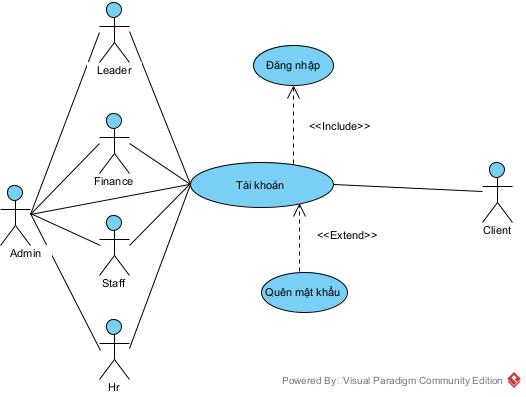 Leader
Đăng nhập
<<Include>>
Finance
Tài khoản
Client
Admin
<<Extend>>
Staff
Quên mật khẩu
Hr
Powered By Visual Paradigm Community Edition